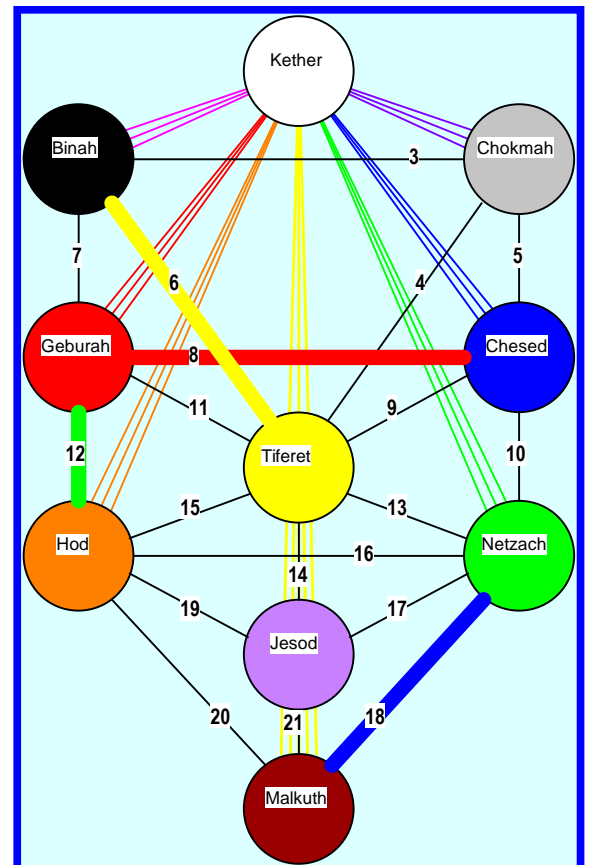 Kether
Binah
Chokmah
3
7
6
4
5
Geburah
8
Chesed
11
9
12
Tiferet
10
15
13
Hod
16
Netzach
14
19
17
Jesod
20
21
18
Malkuth